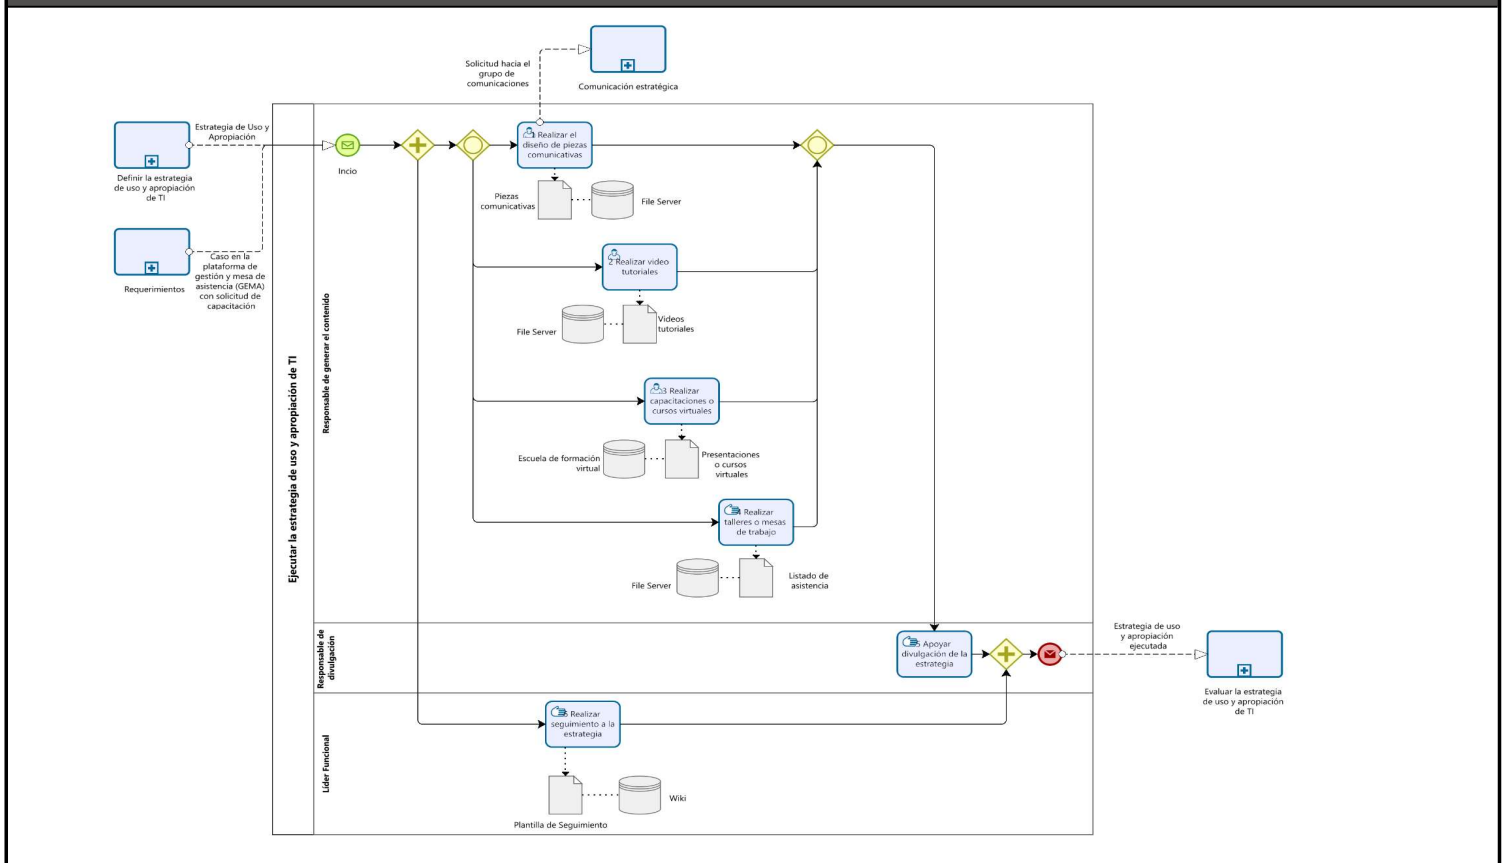 Solicitud hacia el
grupo de
comunicaciones
Comunicación estratégica
Estrategia de Uso y
Apropiación
Definir la estrategia
de uso y apropiación
de TI
Incio
1 Realizar el
diseño de piezas
comunicativas
Piezas
comunicativas
File Server
Requerimientos
Caso en la
plataforma de
gestión y mesa de
asistencia (GEMA)
con solicitud de
capacitación
2 Realizar video
tutoriales
File Server
Videos
tutoriales
Ejecutar la estrategia de uso y apropiación de TI
Responsable de generar el contenido
3 Realizar
capacitaciones o
cursos virtuales
Escuela de formación
virtual
Presentaciones
o cursos
virtuales
4 Realizar
talleres o mesas
de trabajo
File Server
Listado de
asistencia
Responsable de
divulgación
5 Apoyar
divulgación de la
estrategia
Estrategia de uso
y apropiación
ejecutada
Evaluar la estrategia
de uso y apropiación
de TI
Líder Funcional
6 Realizar
seguimiento a la
estrategia
Plantilla de Seguimiento
Wiki